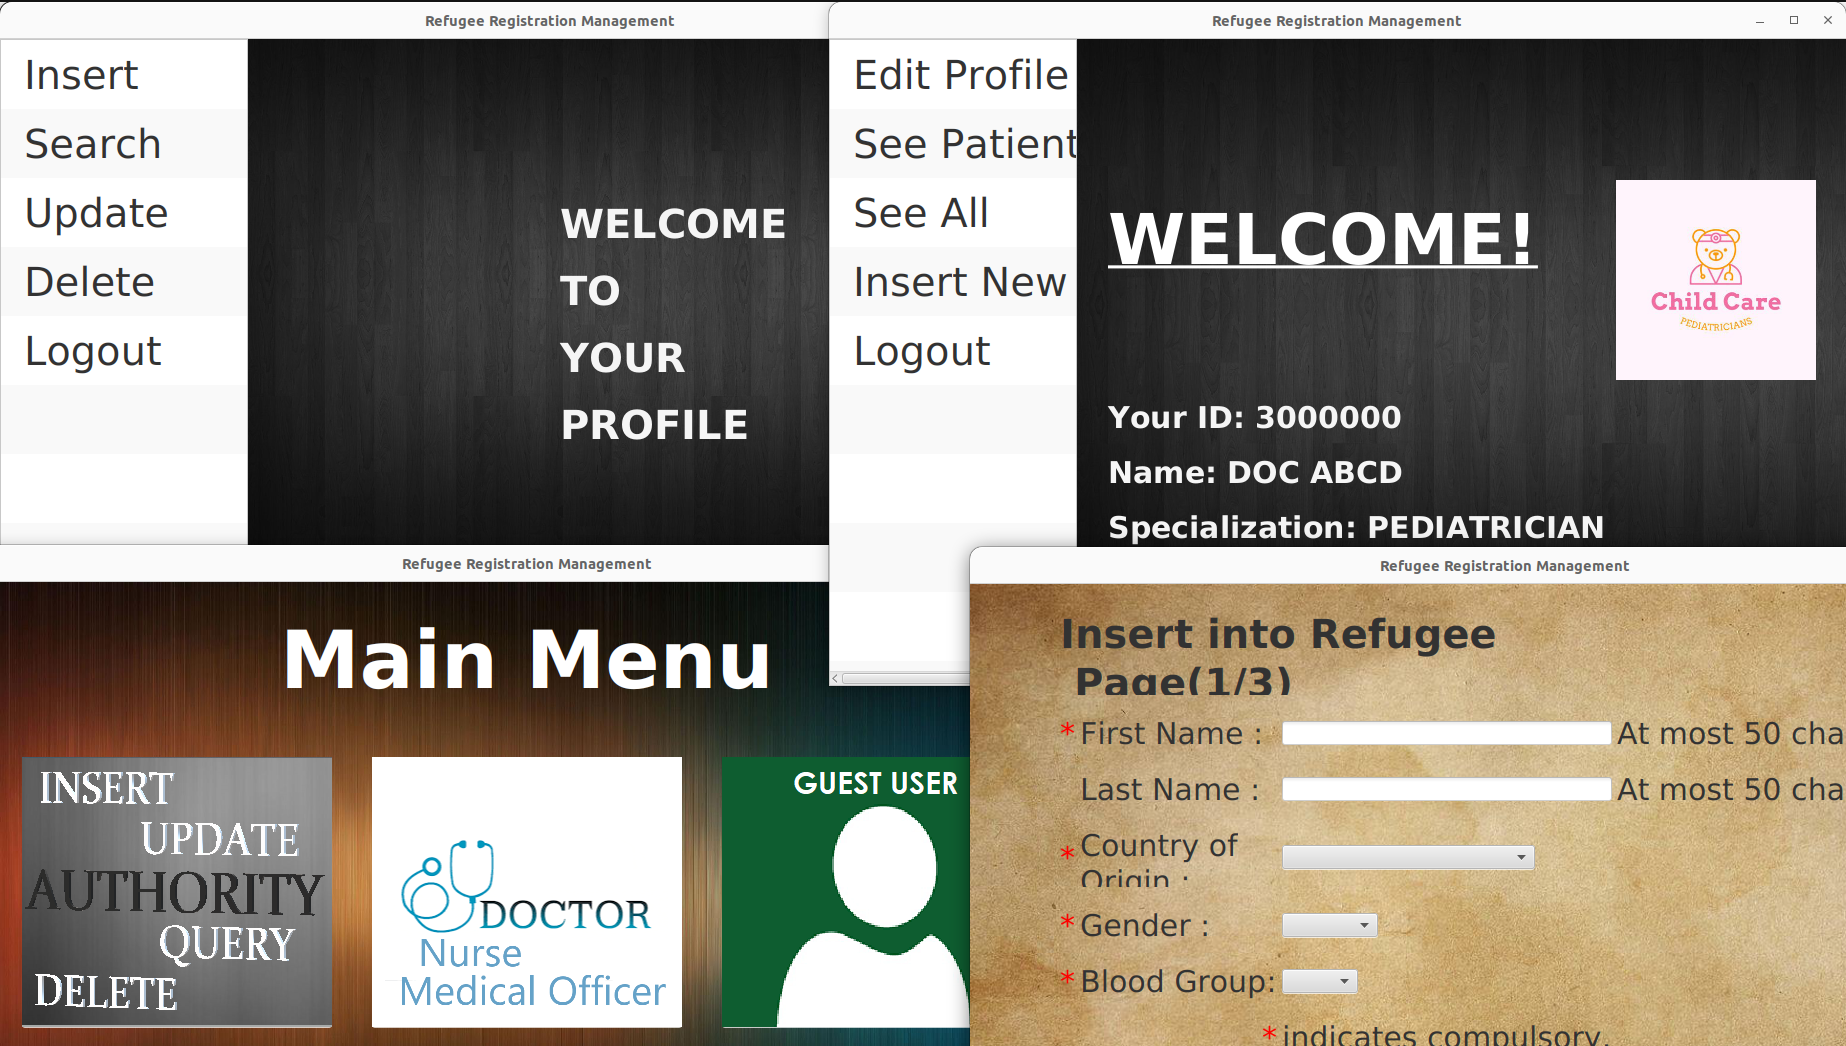 Refugee Registration Management
Insert
Search
Update
Delete
Logout
WELCOME
TO
YOUR
PROFILE
Refugee Registration Management
Edit Profile
See Patient
See All
Insert New
Logout
WELCOME!
Child Care
PEDIATRICIANS
Your ID: 3000000
Name: DOC ABCD
Specialization: PEDIATRICIAN
Refugee Registration Management
Main Menu
INSERT
UPDATE
AUTHORITY
QUERY
DELETE
DOCTOR
Nurse
Medical Officer
GUEST USER
Refugee Registration Management
Insert into Refugee
Page(1/3)
* First Name : At most 50 cha
Last Name : At most 50 cha
* Country of
Origin :
* Gender :
* Blood Group:
* indicates compulsory.